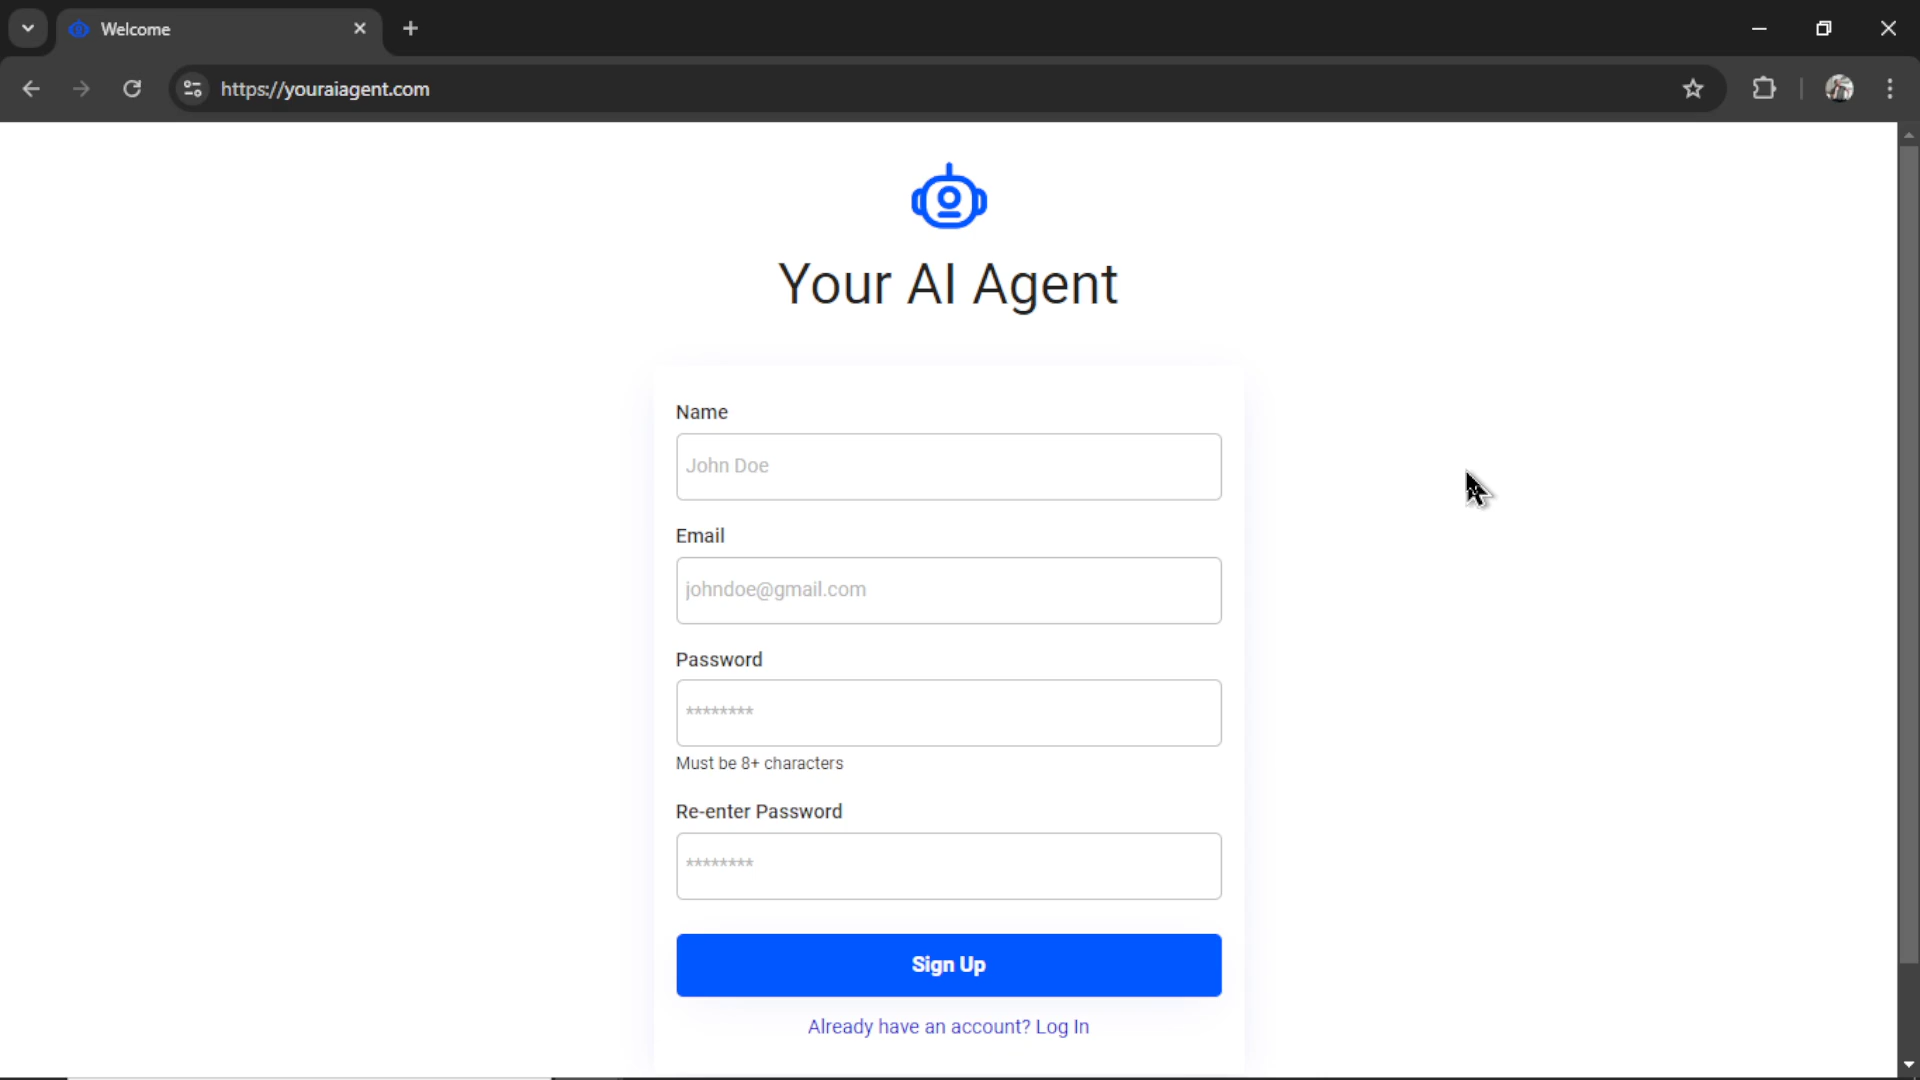 Welcome
https://youraiagent.com
Your AI Agent
Name
John Doe
Email
johndoe@gmail.com
Password
********
Must be 8+ characters
Re-enter Password
********
Sign Up
Already have an account? Log In